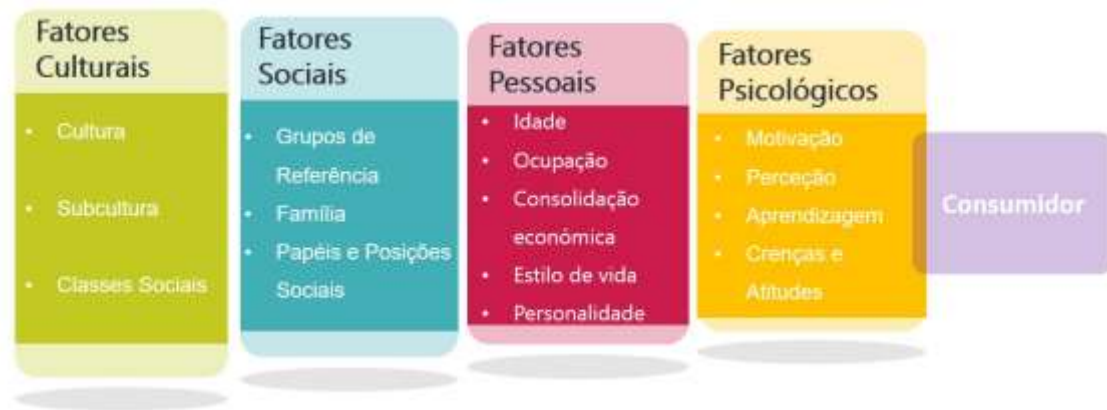 Fatores
Culturais
• Cultura
• Subcultura
• Classes Sociais
Fatores
Sociais
• Grupos de
Referência
• Família
• Papéis e Posições
Sociais
Fatores
Pessoais
• Idade
• Ocupação
• Consolidação
económica
• Estilo de vida
• Personalidade
Fatores
Psicológicos
• Motivação
• Perceção
• Aprendizagem
• Crenças e
Atitudes
Consumidor